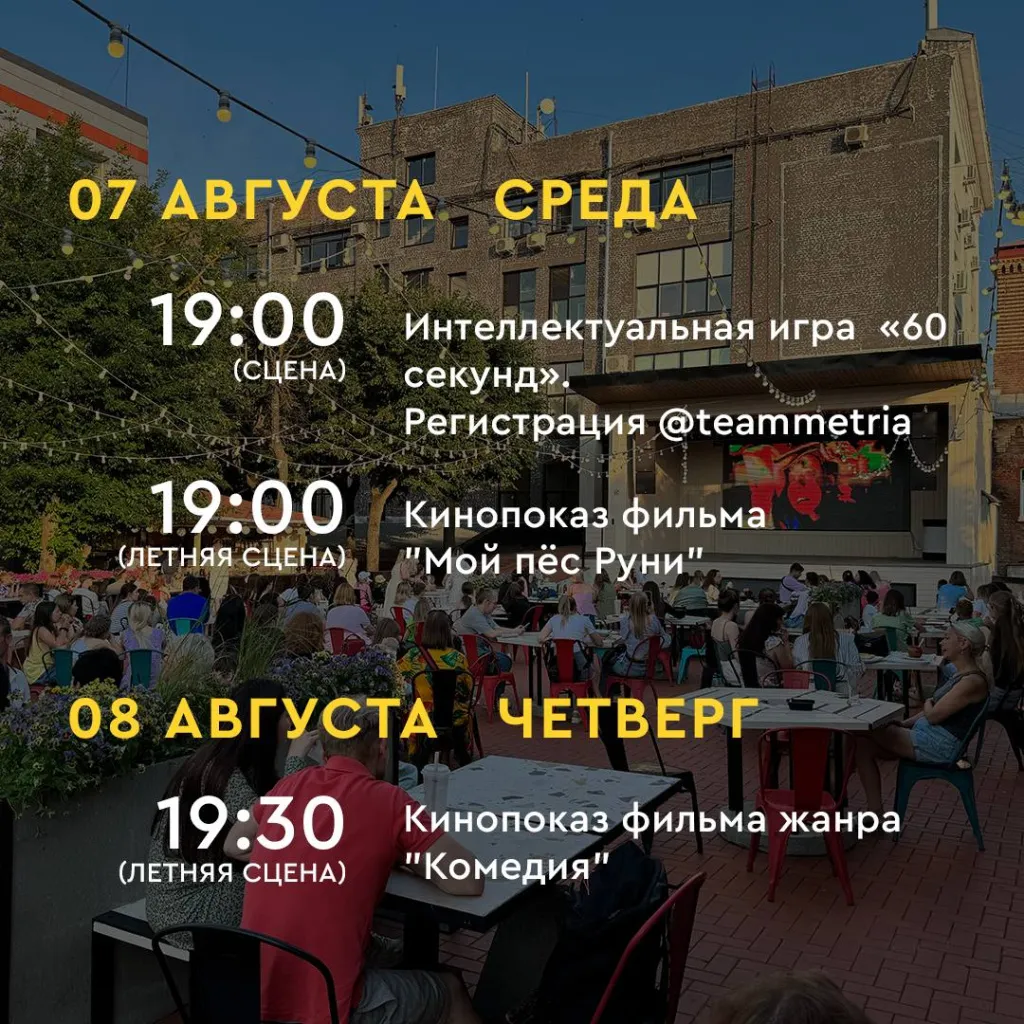 07 АВГУСТА СРЕДА
19:00
(СЦЕНА)
Интеллектуальная игра «60
секунд».
Регистрация @teammetria
19:00
(ЛЕТНЯЯ СЦЕНА)
Кинопоказ фильма
"Мой пёс Руни"
08 АВГУСТА ЧЕТВЕРГ
19:30
(ЛЕТНЯЯ СЦЕНА)
Кинопоказ фильма жанра
"Комедия"